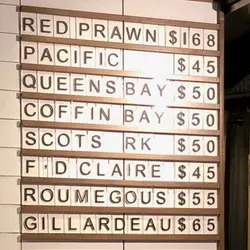 RED PRAWN $168
PACIFIC $45
QUEENS BAY $50
COFFIN BAY $50
SCOTS RK $50
F'D CLAIRE $45
ROUMEGOUS $55
GILLARDEAU $65